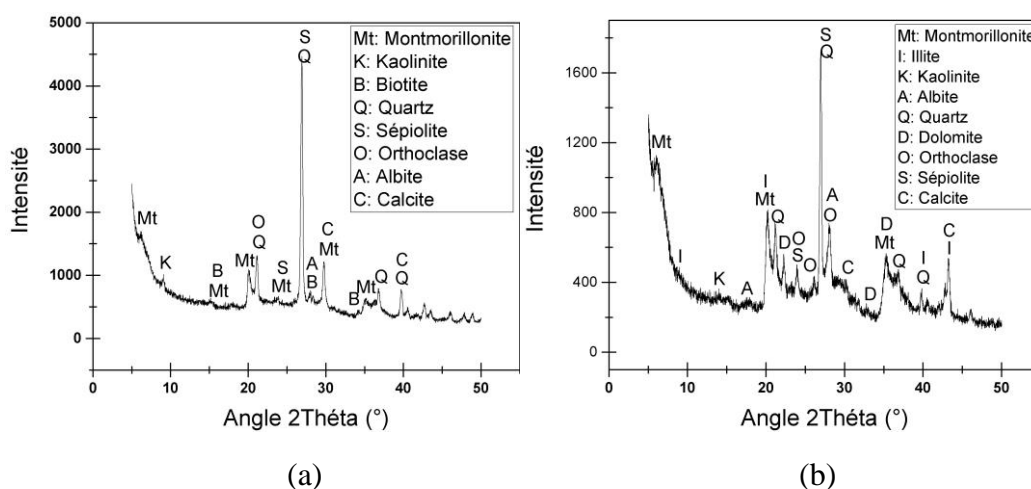 5000
4000
3000
2000
1000
0
0
10
20
30
40
50
Intensité
Angle 2Théta (°)
Mt: Montmorillonite
K: Kaolinite
B: Biotite
Q: Quartz
S: Sépiolite
O: Orthoclase
A: Albite
C: Calcite
Mt
K
B
Mt
Mt
O
Q
S
Mt
S
Q
A
B
C
Mt
B
Mt
Q
C
Q
(a)
1600
1200
800
400
0
0
10
20
30
40
50
Intensité
Angle 2Théta (°)
Mt: Montmorillonite
I: Illite
K: Kaolinite
A: Albite
Q: Quartz
D: Dolomite
O: Orthoclase
S: Sépiolite
C: Calcite
Mt
I
K
A
I
Mt
Q
D
O
S
O
S
Q
A
O
C
D
D
Mt
Q
I
Q
C
I
(b)